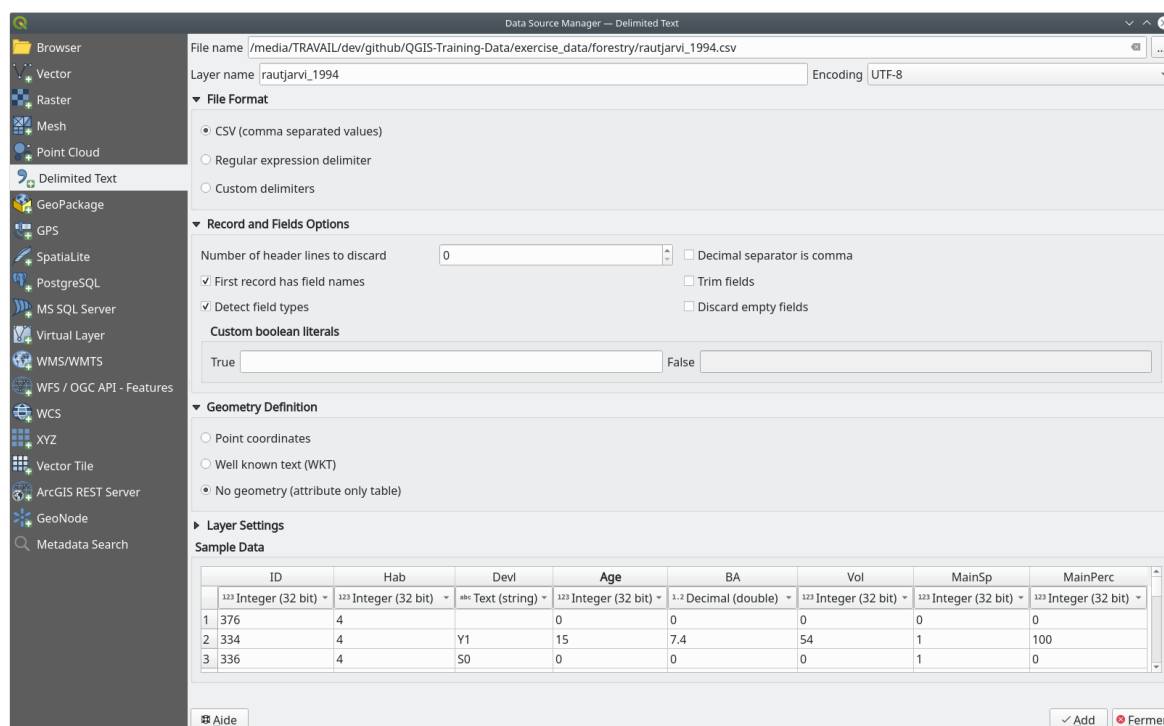 Data Source Manager — Delimited Text
Browser
Vector
Raster
Mesh
Point Cloud
Delimited Text
GeoPackage
GPS
SpatiaLite
PostgreSQL
MS SQL Server
Virtual Layer
WMS/WMTS
WFS / OGC API - Features
WCS
XYZ
Vector Tile
ArcGIS REST Server
GeoNode
Metadata Search
File name /media/TRAVAIL/dev/github/QGIS-Training-Data/exercise_data/forestry/rautjarvi_1994.csv ...
Layer name rautjarvi_1994 Encoding UTF-8
File Format
CSV (comma separated values)
Regular expression delimiter
Custom delimiters
Record and Fields Options
Number of header lines to discard 0 Decimal separator is comma
First record has field names Trim fields
Detect field types Discard empty fields
Custom boolean literals
True False
Geometry Definition
Point coordinates
Well known text (WKT)
No geometry (attribute only table)
Layer Settings
Sample Data
ID Hab Devl Age BA Vol MainSp MainPerc
123 Integer (32 bit) 123 Integer (32 bit) abc Text (string) 123 Integer (32 bit) 1.2 Decimal (double) 123 Integer (32 bit) 123 Integer (32 bit) 123 Integer (32 bit)
1 376 4 0 0 0 0 0
2 334 4 Y1 15 7.4 54 1 100
3 336 4 S0 0 0 0 1 0
Aide Add Fermer